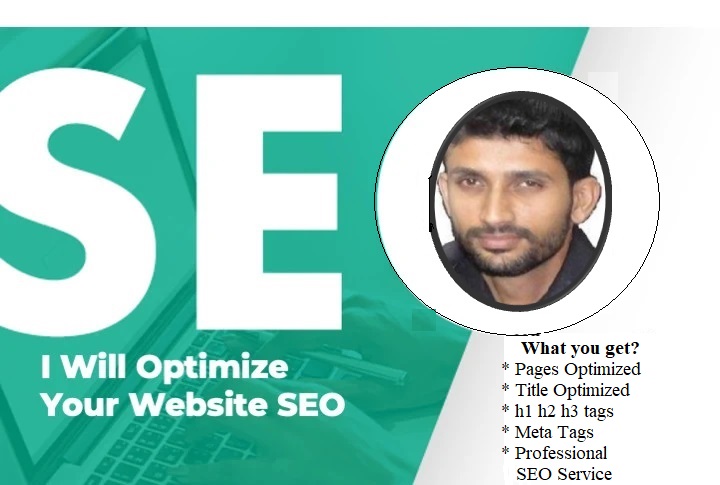 SE
I Will Optimize
Your Website SEO
What you get?
* Pages Optimized
* Title Optimized
* h1 h2 h3 tags
* Meta Tags
* Professional
SEO Service